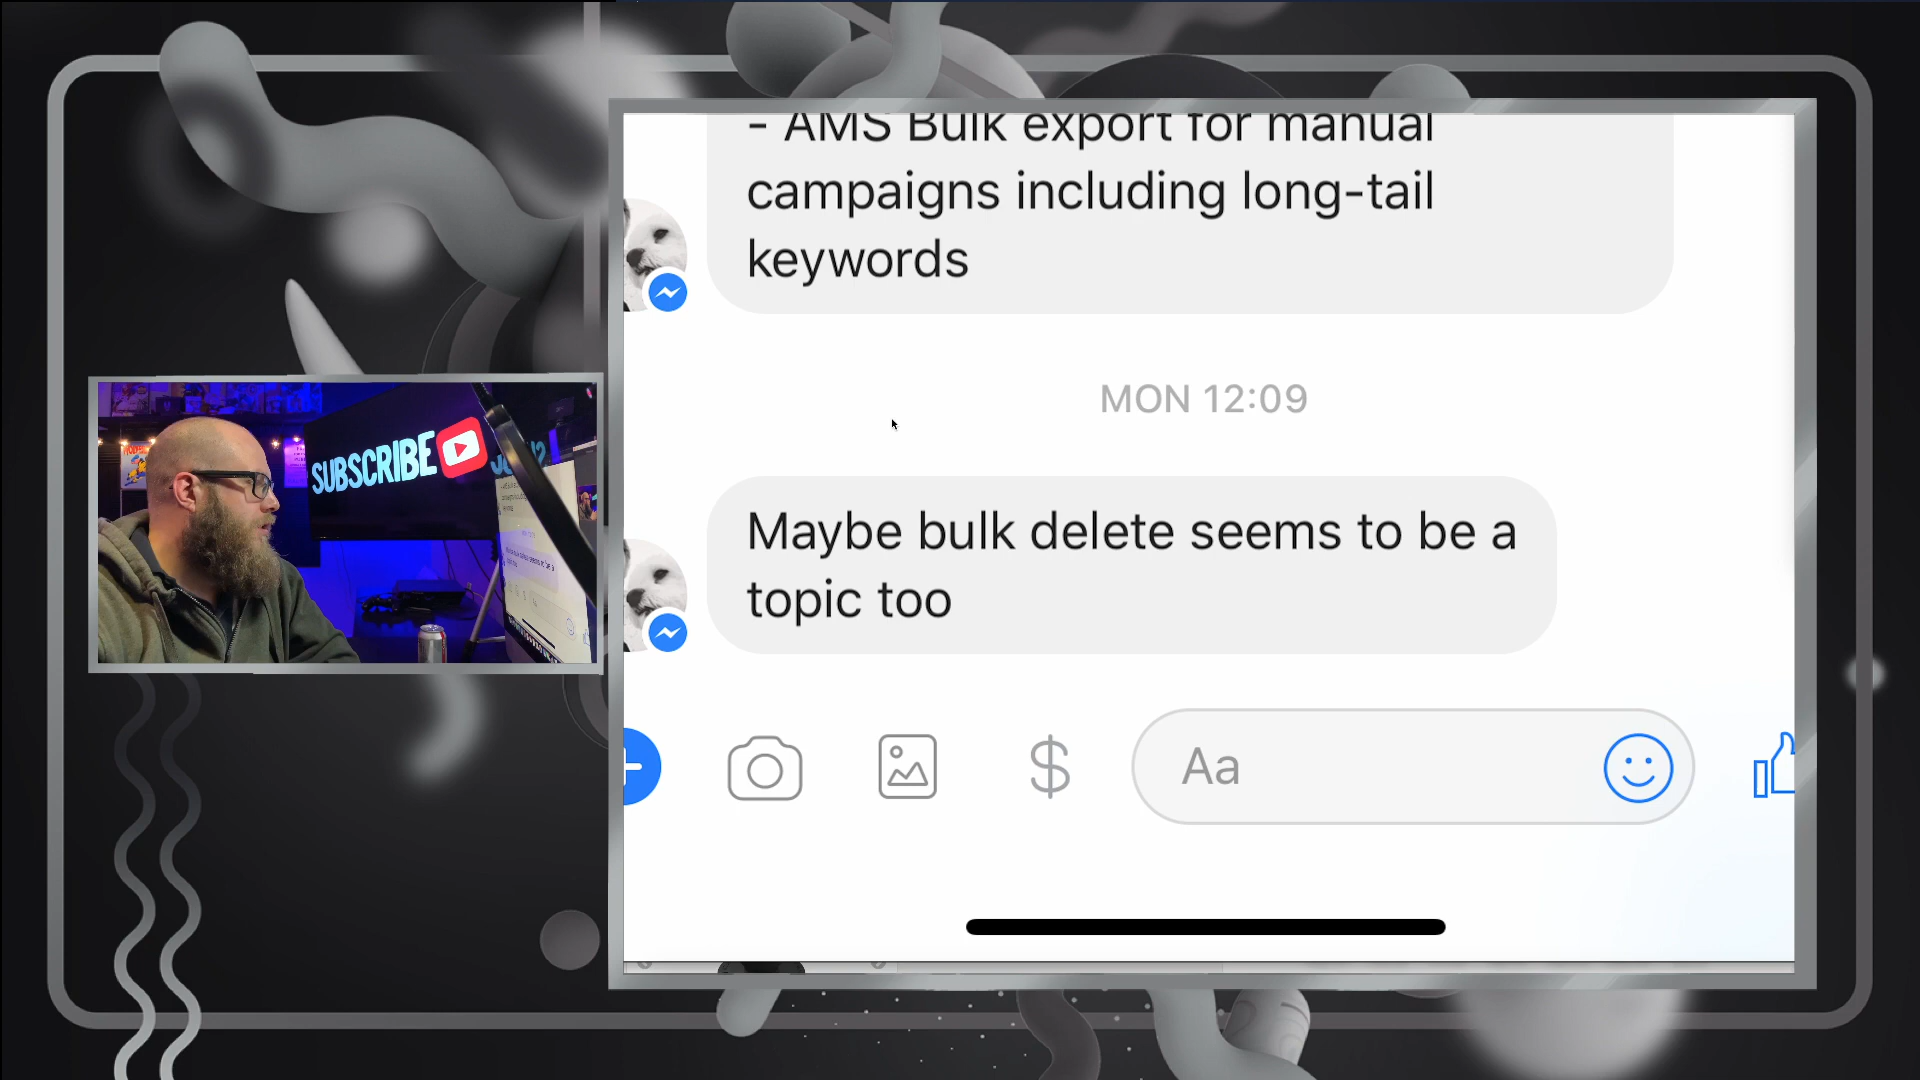 - AMS Bulk export for manual
campaigns including long-tail
keywords
MON 12:09
SUBSCRIBE
Maybe bulk delete seems to be a
topic too
Aa